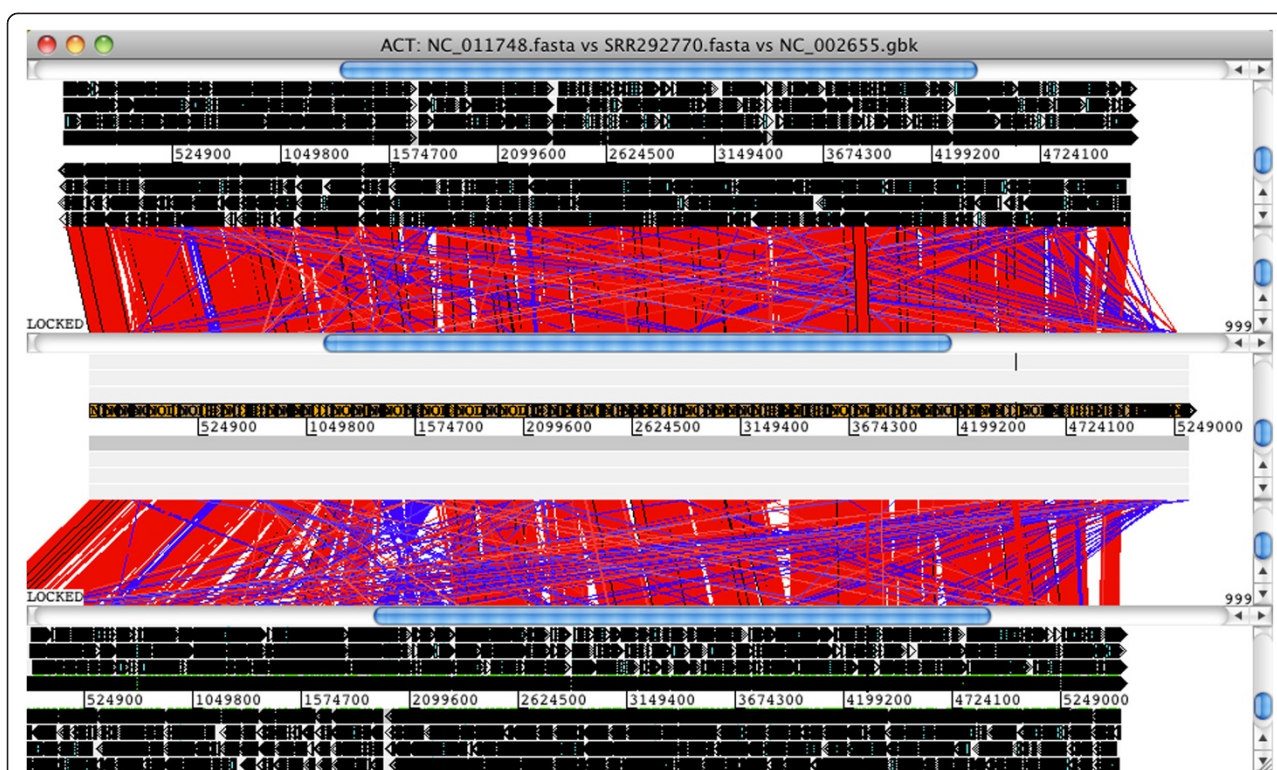 ACT: NC_011748.fasta vs SRR292770.fasta vs NC_002655.gbk
524900 1049800 1574700 2099600 2624500 3149400 3674300 4199200 4724100
LOCKED 999
524900 1049800 1574700 2099600 2624500 3149400 3674300 4199200 4724100 5249000
LOCKED 999
524900 1049800 1574700 2099600 2624500 3149400 3674300 4199200 4724100 5249000